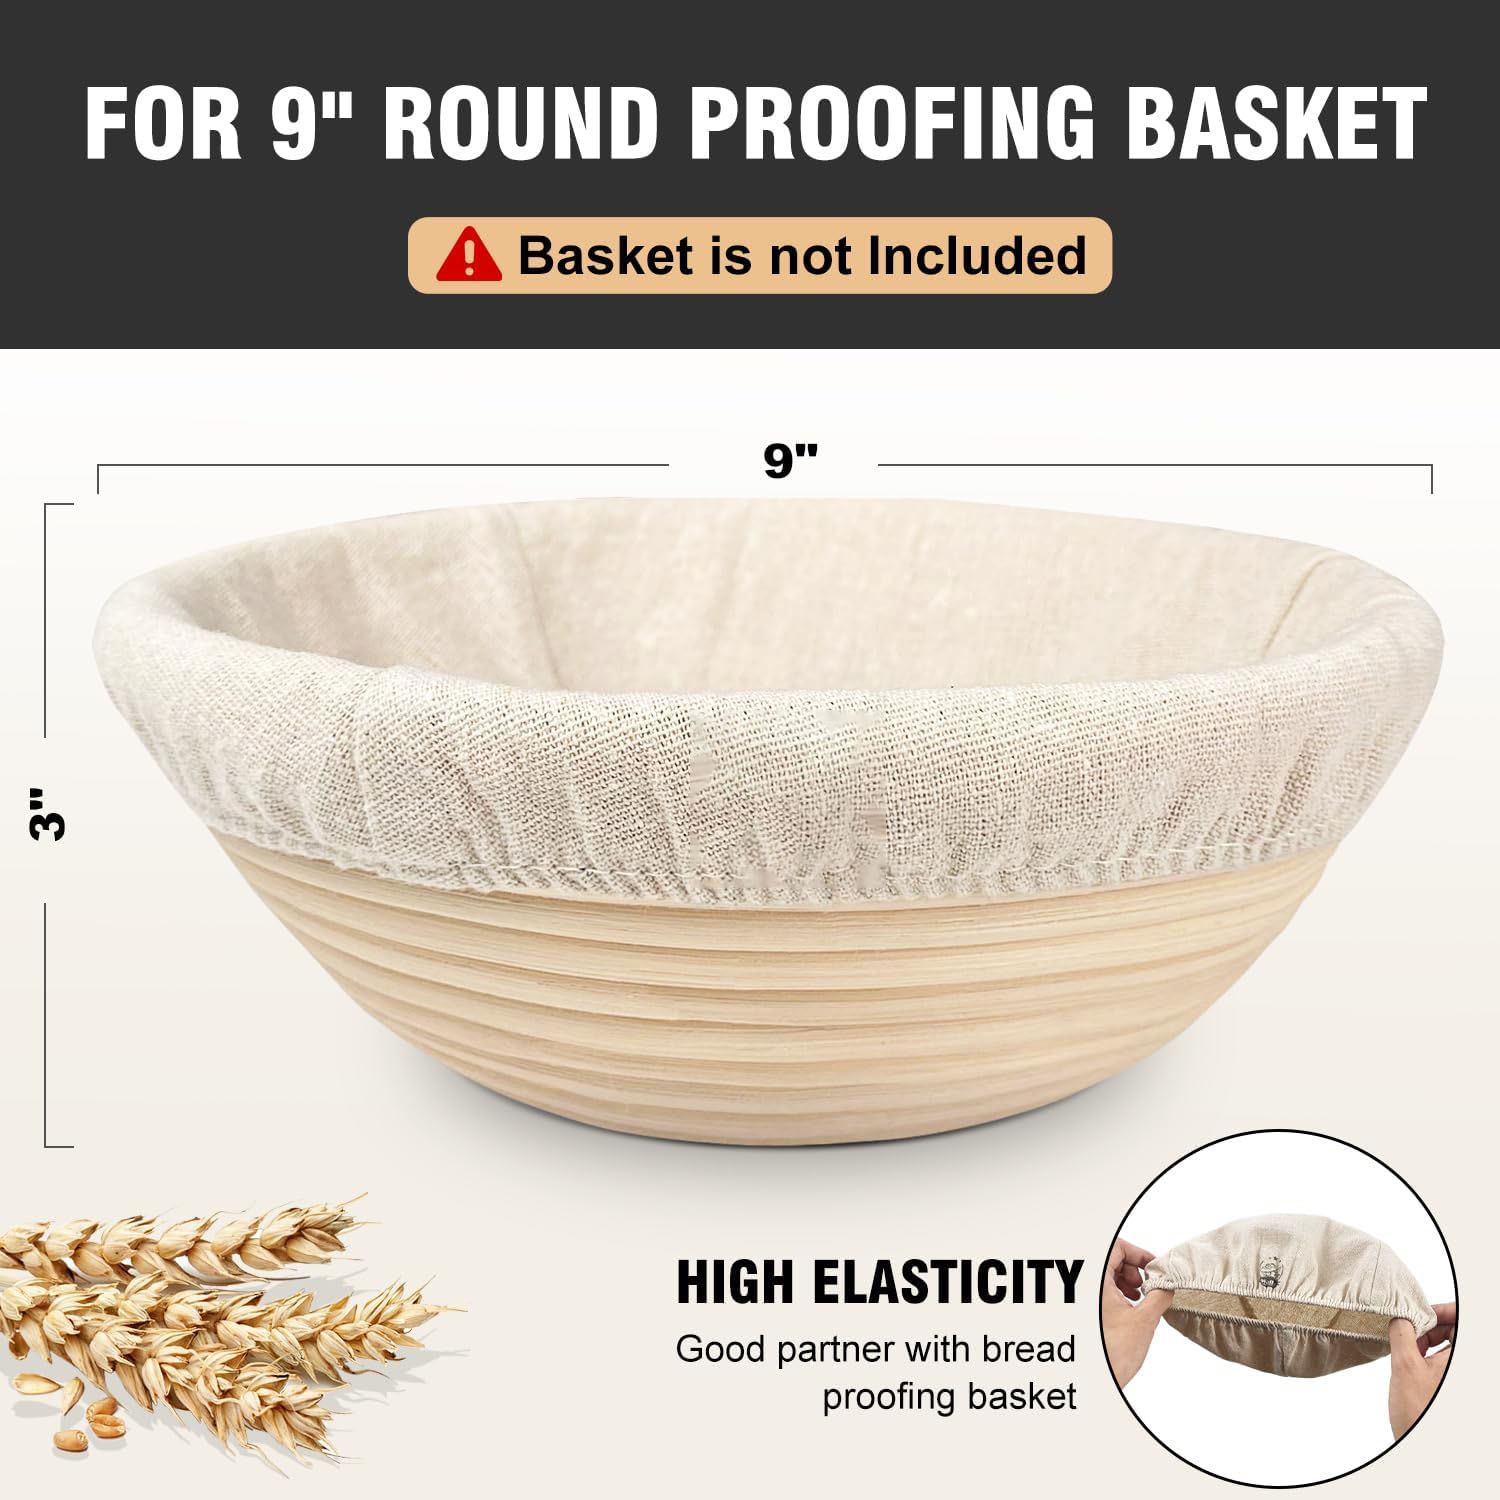 FOR 9" ROUND PROOFING BASKET
Basket is not Included
9"
3"
HIGH ELASTICITY
Good partner with bread
proofing basket